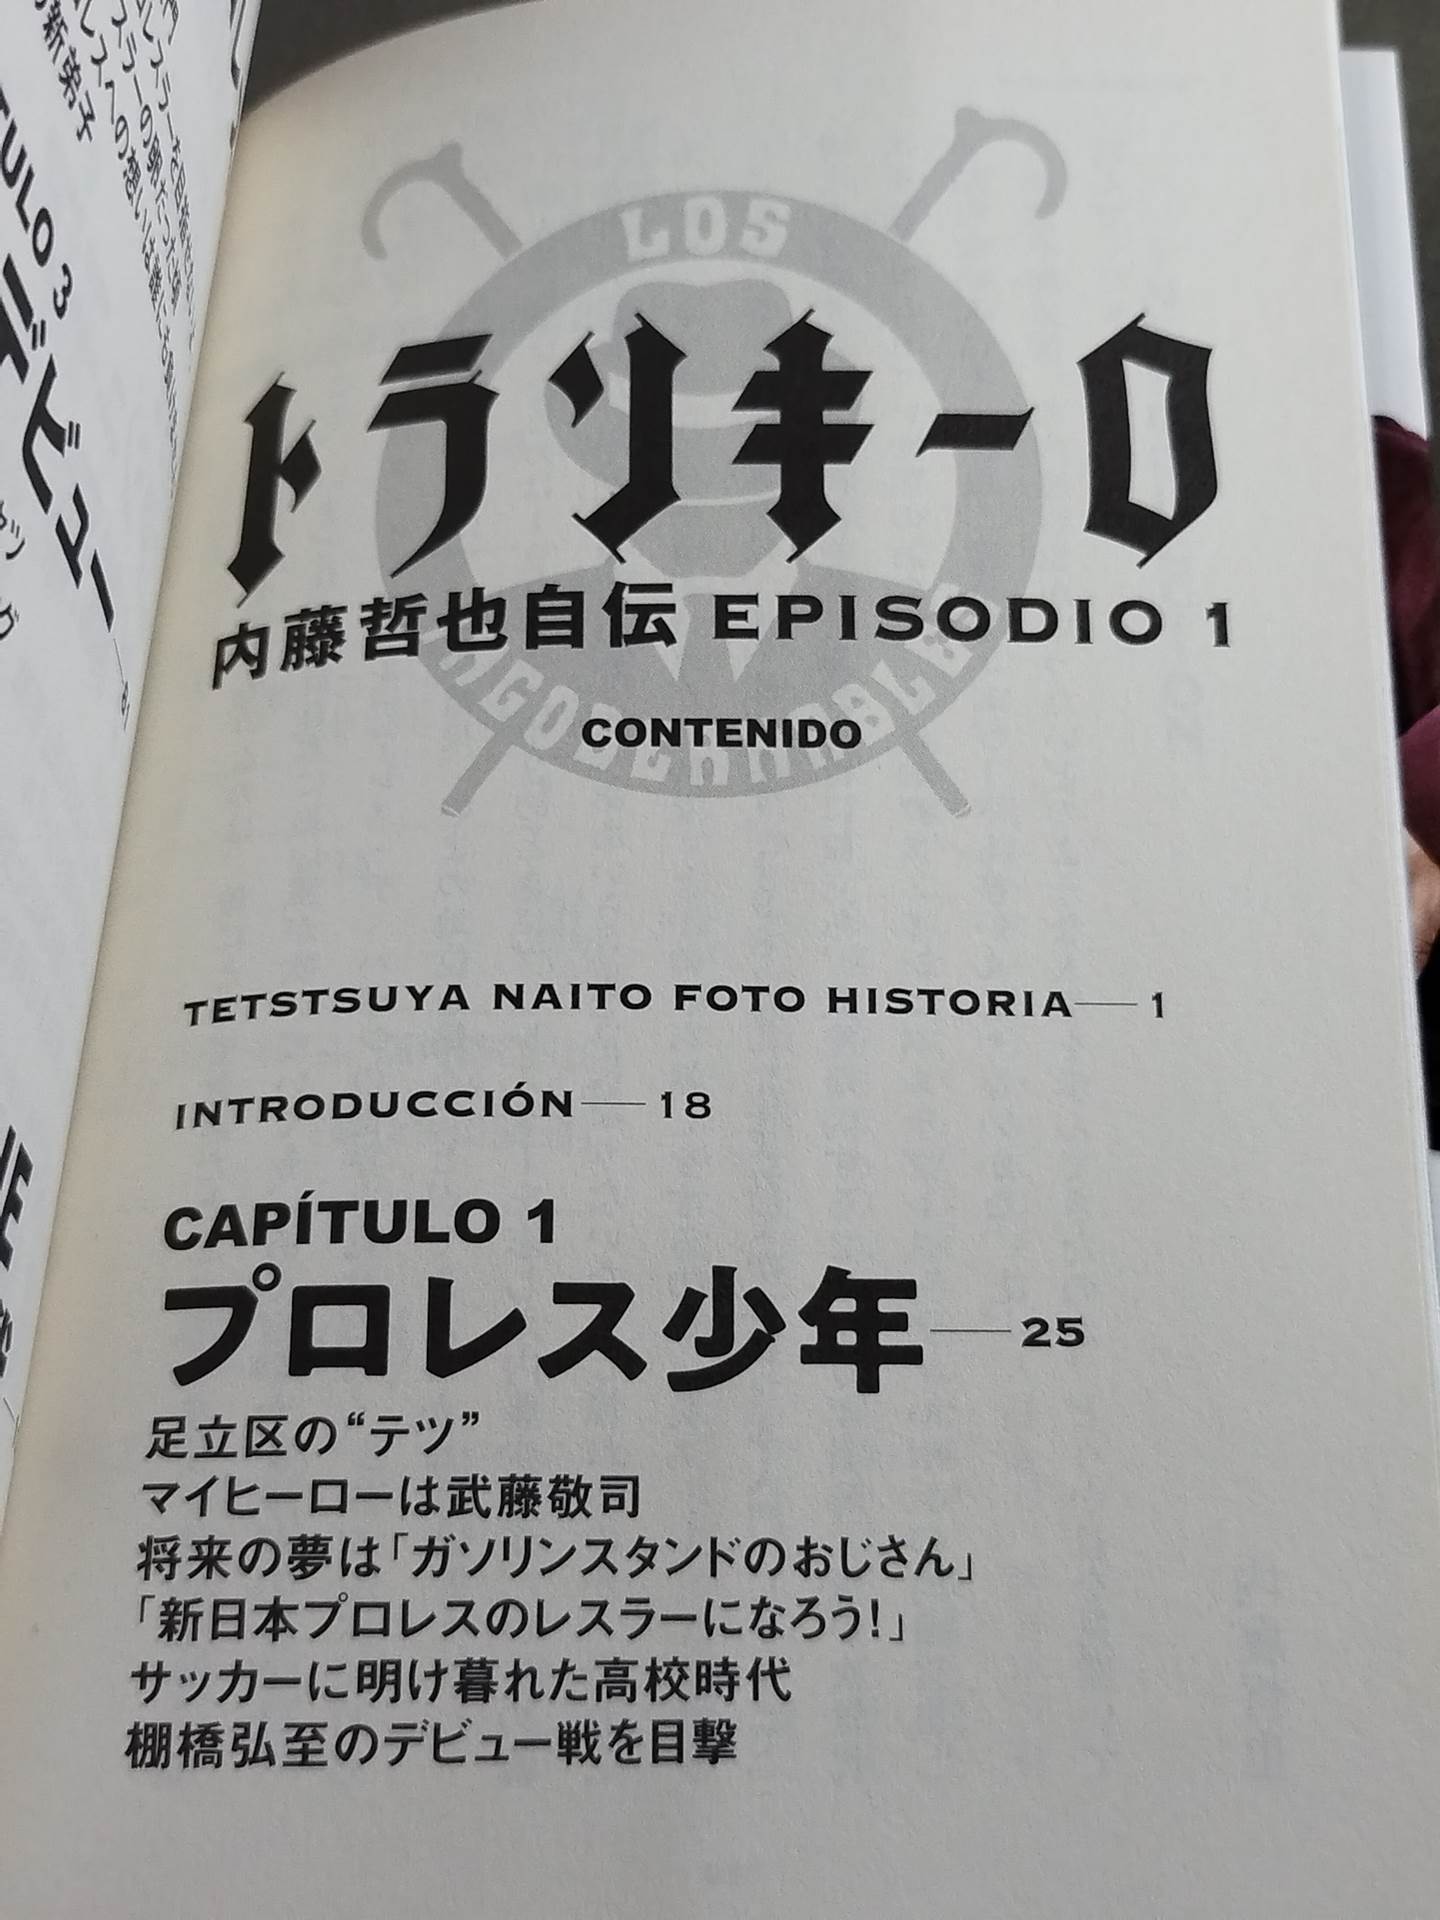 LOS
トランキーロ
内藤哲也自伝 EPISODIO 1
CONTENIDO
TETSTSUYA NAITO FOTO HISTORIA——1
INTRODUCCIÓN——18
CAPÍTULO 1
プロレス少年——25
足立区の“テツ”
マイヒーローは武藤敬司
将来の夢は「ガソリンスタンドのおじさん」
「新日本プロレスのレスラーになろう!」
サッカーに明け暮れた高校時代
棚橋弘至のデビュー戦を目撃
新弟子
3
デビュー——81